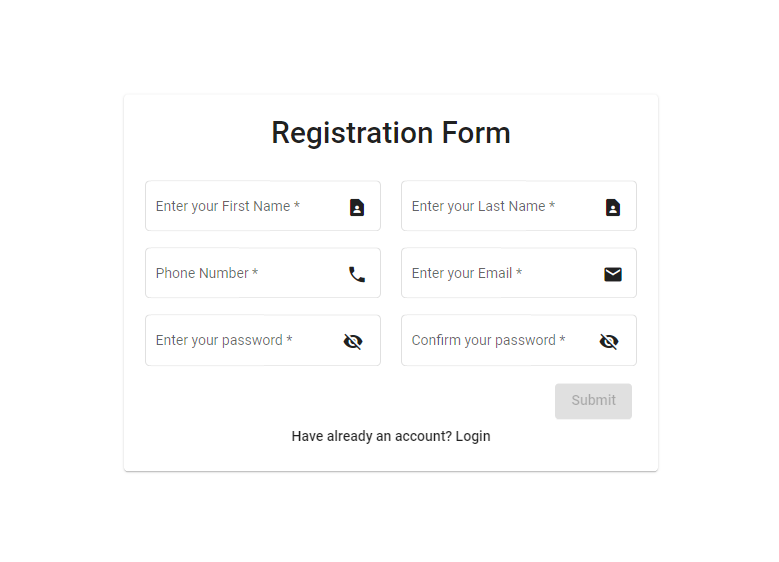 Registration Form
Enter your First Name *
Enter your Last Name *
Phone Number *
Enter your Email *
Enter your password *
Confirm your password *
Submit
Have already an account? Login